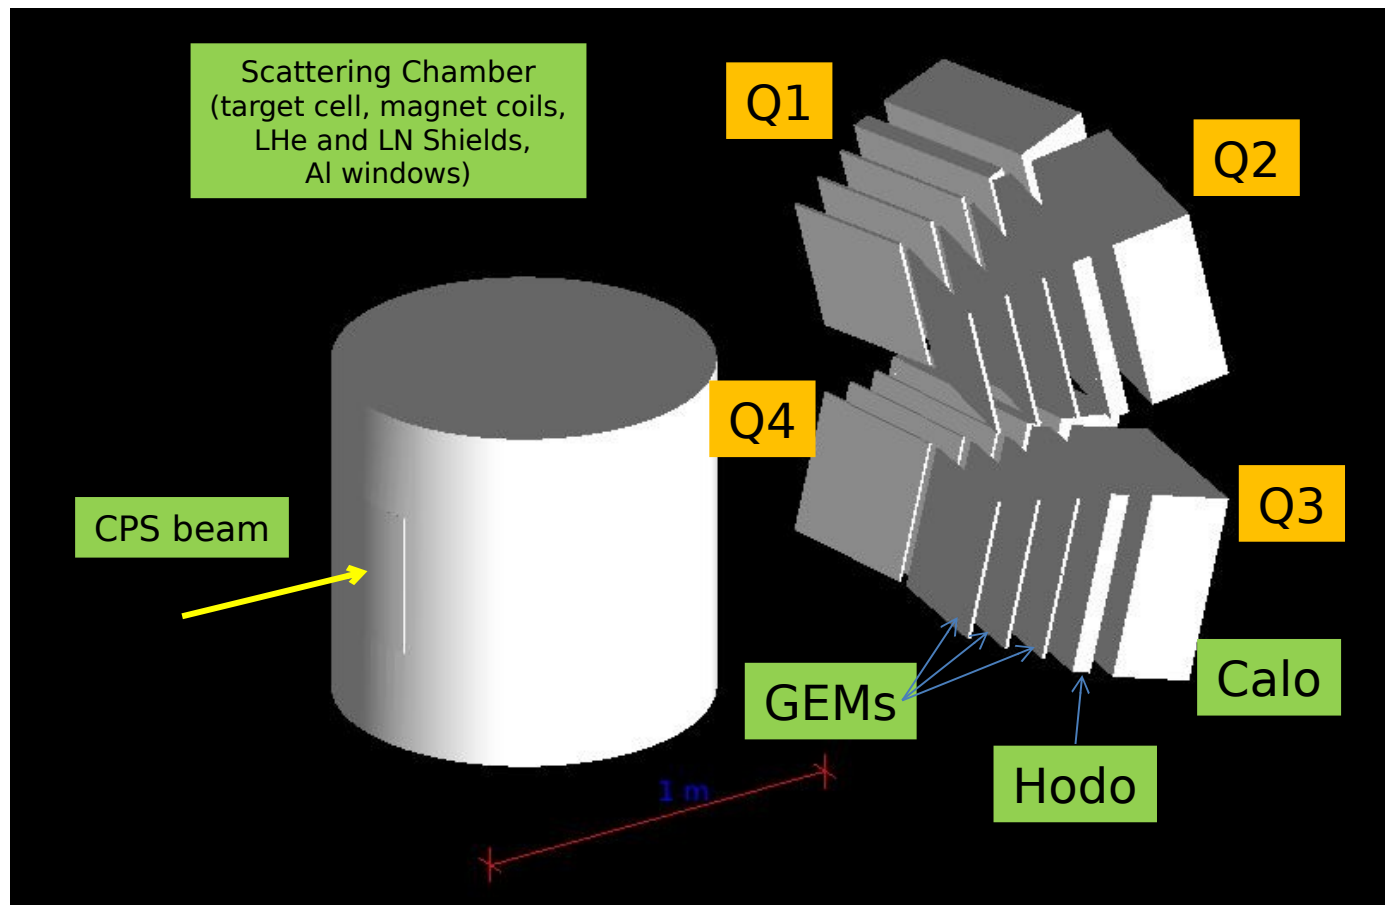 Scattering Chamber
(target cell, magnet coils,
LHe and LN Shields,
Al windows)
Q1
Q2
Q4
CPS beam
Q3
GEMs
Calo
Hodo
1 m